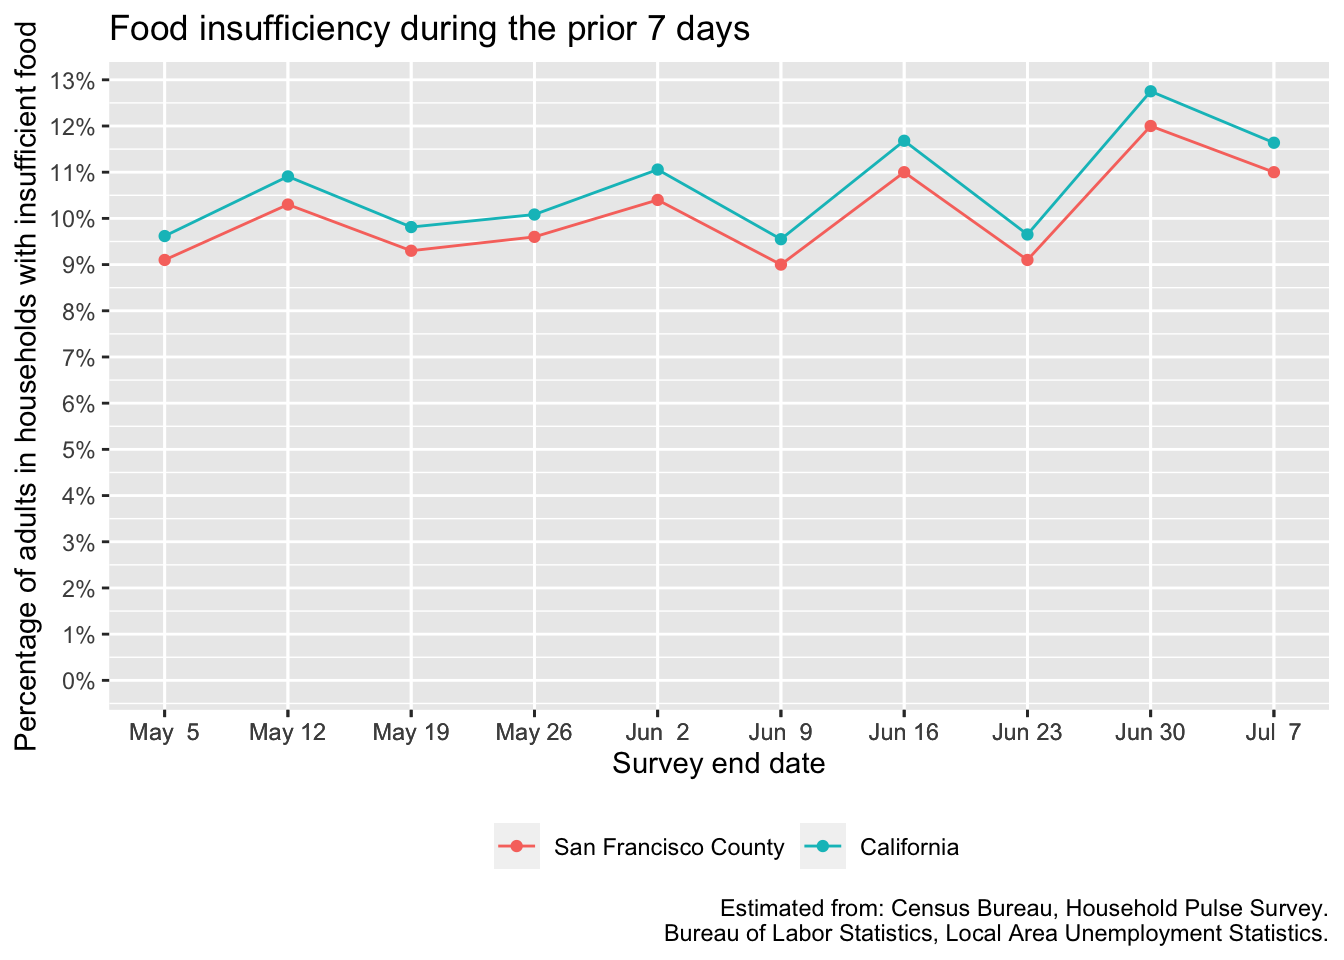 Food insufficiency during the prior 7 days
Percentage of adults in households with insufficient food
13%
12%
11%
10%
9%
8%
7%
6%
5%
4%
3%
2%
1%
0%
May 5 May 12 May 19 May 26 Jun 2 Jun 9 Jun 16 Jun 23 Jun 30 Jul 7
Survey end date
San Francisco County California
Estimated from: Census Bureau, Household Pulse Survey.
Bureau of Labor Statistics, Local Area Unemployment Statistics.